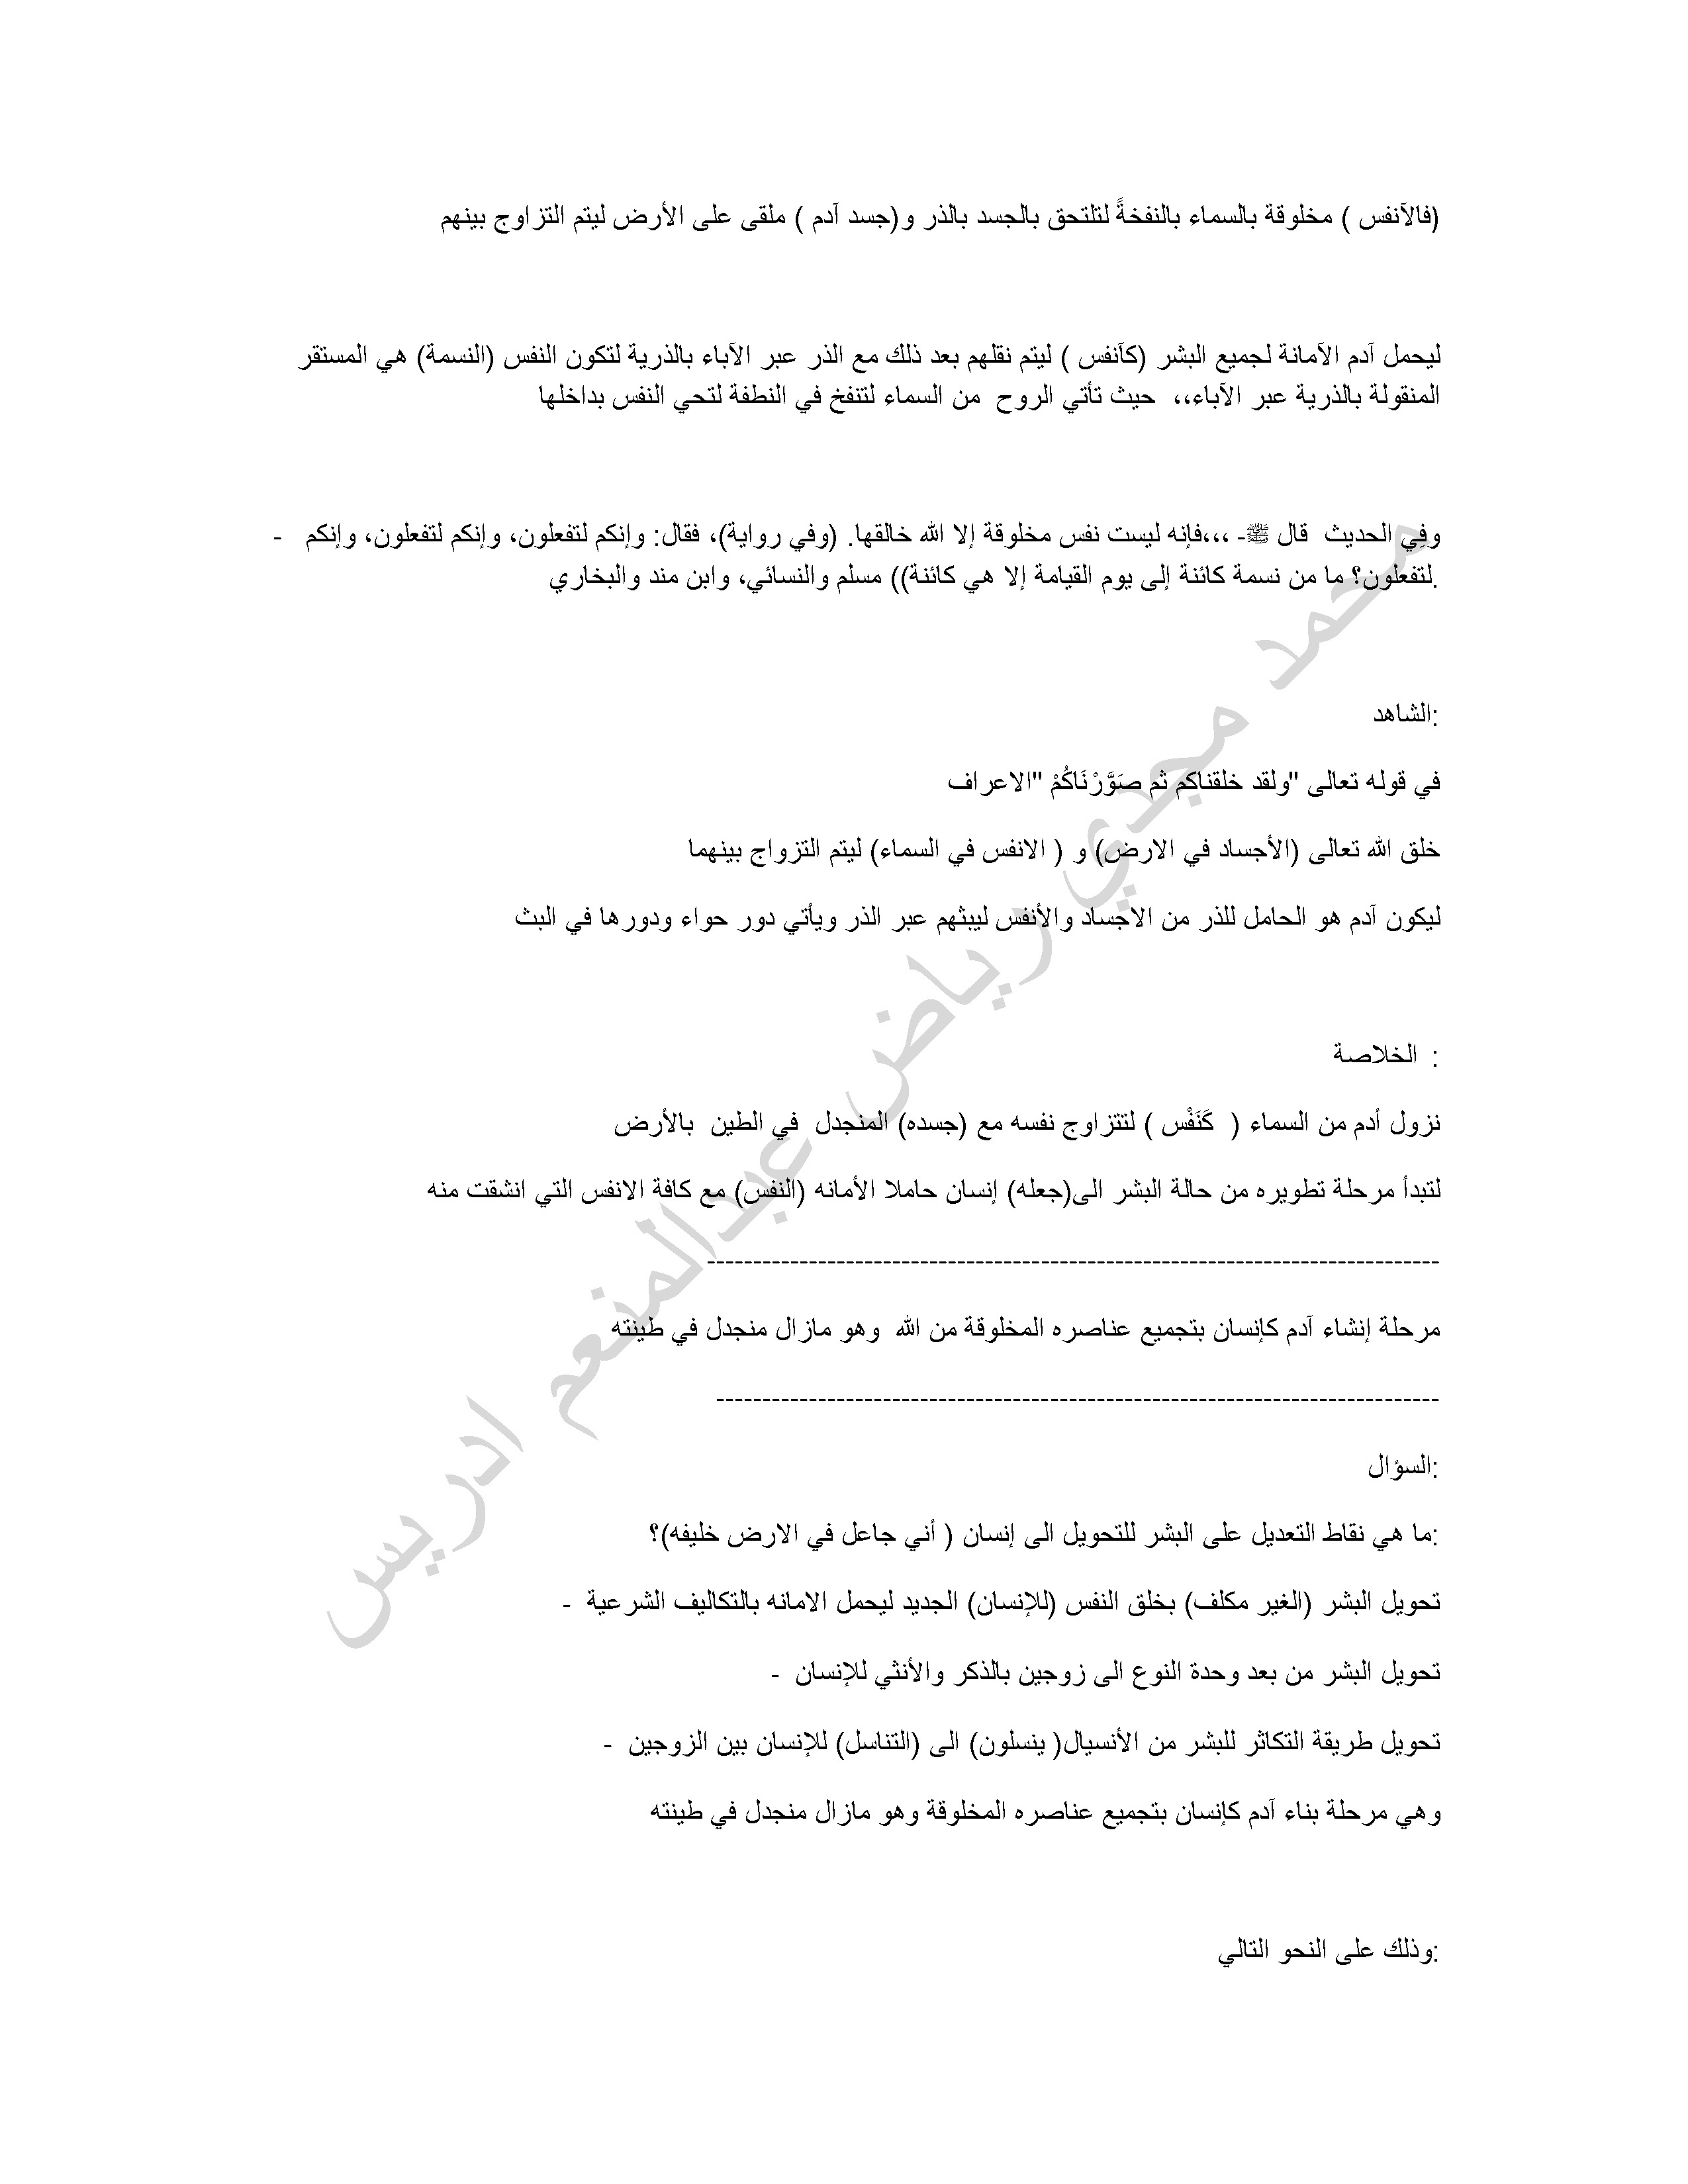 (فالآنفس ) مخلوقة بالسماء بالنفخةً لتلتحق بالجسد بالذر و(جسد آدم ) ملقى على الأرض ليتم التزاوج بينهم
ليحمل آدم الآمانة لجميع البشر (كآنفس ) ليتم نقلهم بعد ذلك مع الذر عبر الآباء بالذرية لتكون النفس (النسمة) هي المستقر
المنقولة بالذرية عبر الآباء،، حيث تأتي الروح من السماء لتنفخ في النطفة لتحي النفس بداخلها
وفي الحديث قال ﷺ- ،،،فإنه ليست نفس مخلوقة إلا الله خالقها. (وفي رواية)، فقال: وإنكم لتفعلون، وإنكم لتفعلون، وإنكم -
لتفعلون؟ ما من نسمة كائنة إلى يوم القيامة إلا هي كائنة)) مسلم والنسائي، وابن مند والبخاري.
الشاهد:
في قوله تعالى "ولقد خلقناكم ثم صَوَّرْنَاكُمْ "الاعراف
خلق الله تعالى (الأجساد في الارض) و ( الانفس في السماء) ليتم التزواج بينهما
ليكون آدم هو الحامل للذر من الاجساد والأنفس ليبثهم عبر الذر ويأتي دور حواء ودورها في البث
الخلاصة :
نزول أدم من السماء ( كَنَفْس ) لتتزاوج نفسه مع (جسده) المنجدل في الطين بالأرض
لتبدأ مرحلة تطويره من حالة البشر الى(جعله) إنسان حاملا الأمانه (النفس) مع كافة الانفس التي انشقت منه
--------------------------------------------------------------------------------
مرحلة إنشاء آدم كإنسان بتجميع عناصره المخلوقة من الله وهو مازال منجدل في طينته
-------------------------------------------------------------------------------
السؤال:
ما هي نقاط التعديل على البشر للتحويل الى إنسان ( أني جاعل في الارض خليفه)؟:
تحويل البشر (الغير مكلف) بخلق النفس (للإنسان) الجديد ليحمل الامانه بالتكاليف الشرعية -
تحويل البشر من بعد وحدة النوع الى زوجين بالذكر والأنثي للإنسان -
تحويل طريقة التكاثر للبشر من الأنسيال( ينسلون) الى (التناسل) للإنسان بين الزوجين -
وهي مرحلة بناء آدم كإنسان بتجميع عناصره المخلوقة وهو مازال منجدل في طينته
وذلك على النحو التالي:
محمد مجدي رياض عبدالمنعم ادريس